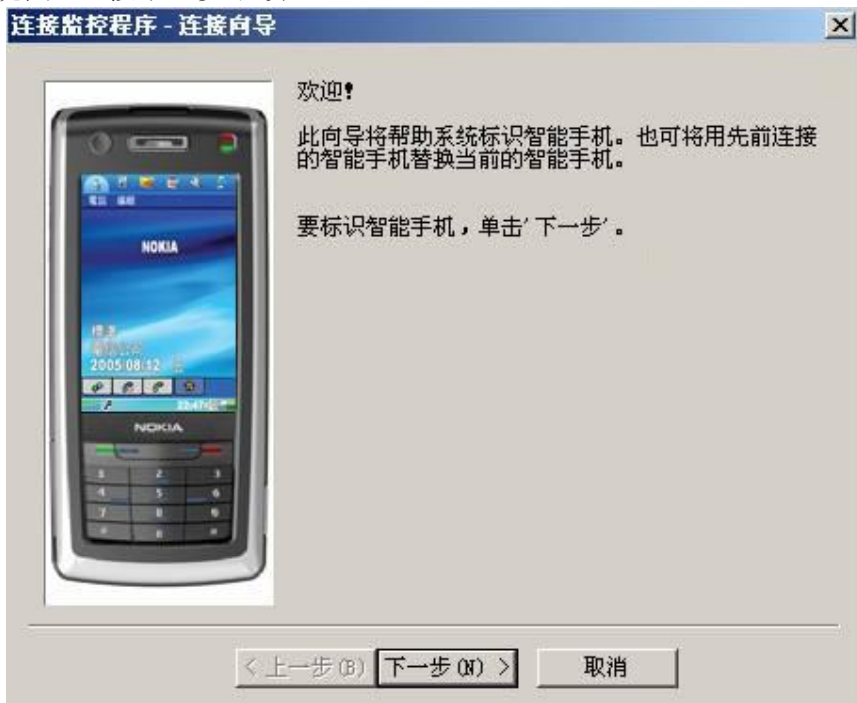 连接监控程序 - 连接向导
欢迎!
此向导将帮助系统标识智能手机。也可将用先前连接
的智能手机替换当前的智能手机。
要标识智能手机，单击‘下一步’。
NOKIA
2005/08/12
NOKIA
< 上一步(B)
下一步(N) >
取消